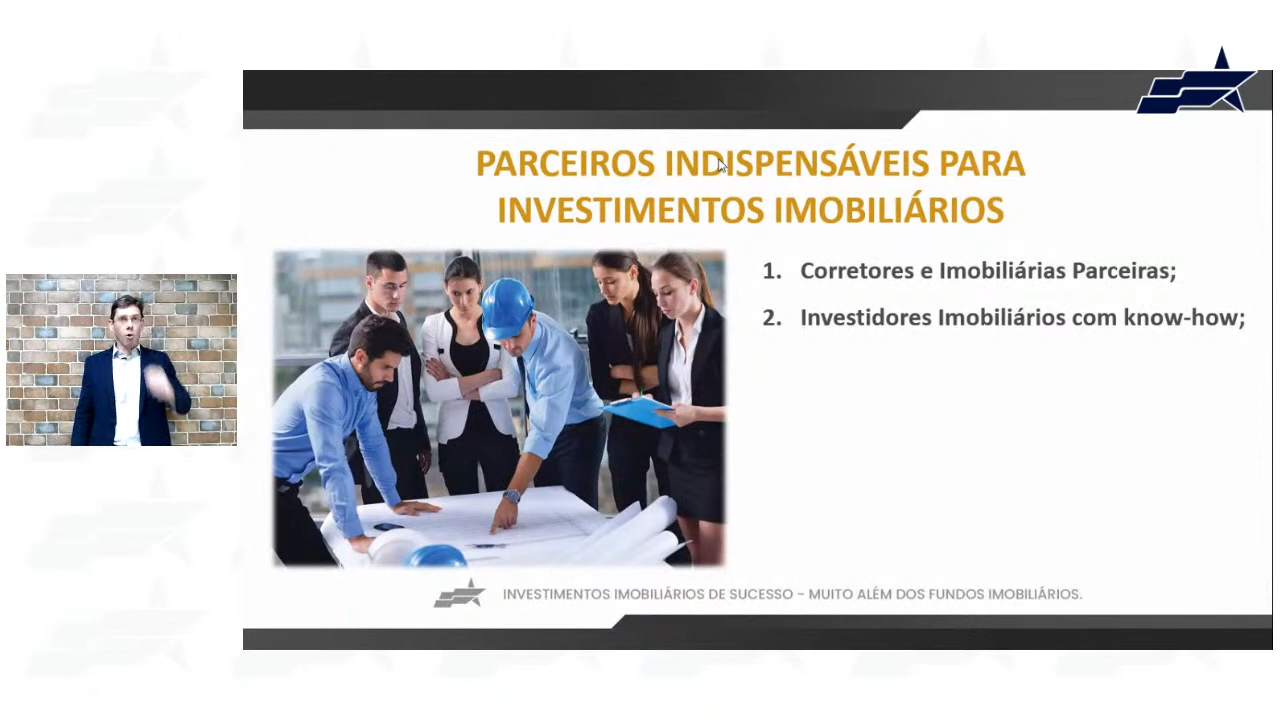 PARCEIROS INDISPENSÁVEIS PARA
INVESTIMENTOS IMOBILIÁRIOS
1. Corretores e Imobiliárias Parceiras;
2. Investidores Imobiliários com know-how;
INVESTIMENTOS IMOBILIÁRIOS DE SUCESSO – MUITO ALÉM DOS FUNDOS IMOBILIÁRIOS.